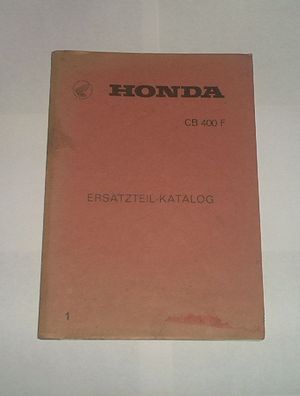 HONDA
CB 400 F
ERSATZTEIL-KATALOG
1